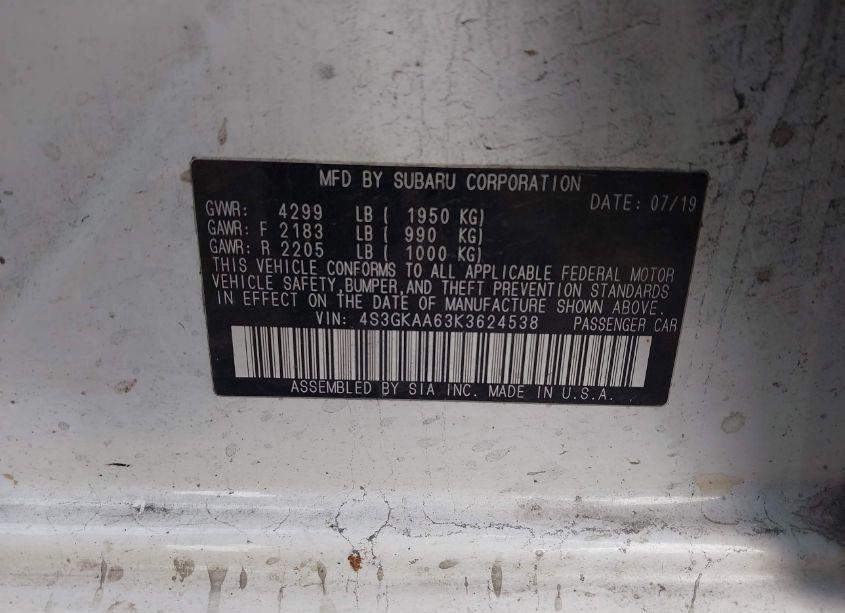 MFD BY SUBARU CORPORATION
DATE: 07/19
GVWR: 4299 LB ( 1950 KG)
GAWR: F 2183 LB ( 990 KG)
GAWR: R 2205 LB ( 1000 KG)
THIS VEHICLE CONFORMS TO ALL APPLICABLE FEDERAL MOTOR
VEHICLE SAFETY,BUMPER,AND THEFT PREVENTION STANDARDS
IN EFFECT ON THE DATE OF MANUFACTURE SHOWN ABOVE.
VIN: 4S3GKAA63K3624538 PASSENGER CAR
ASSEMBLED BY SIA INC. MADE IN U.S.A.